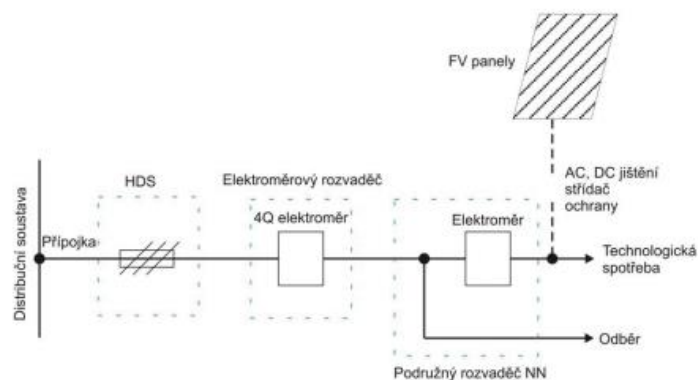 FV panely
HDS
Elektroměrový rozvaděč
AC, DC jištění
střídač
ochrany
Distribuční soustava
Přípojka
4Q elektroměr
Elektroměr
Technologická
spotřeba
Odběr
Podružný rozvaděč NN